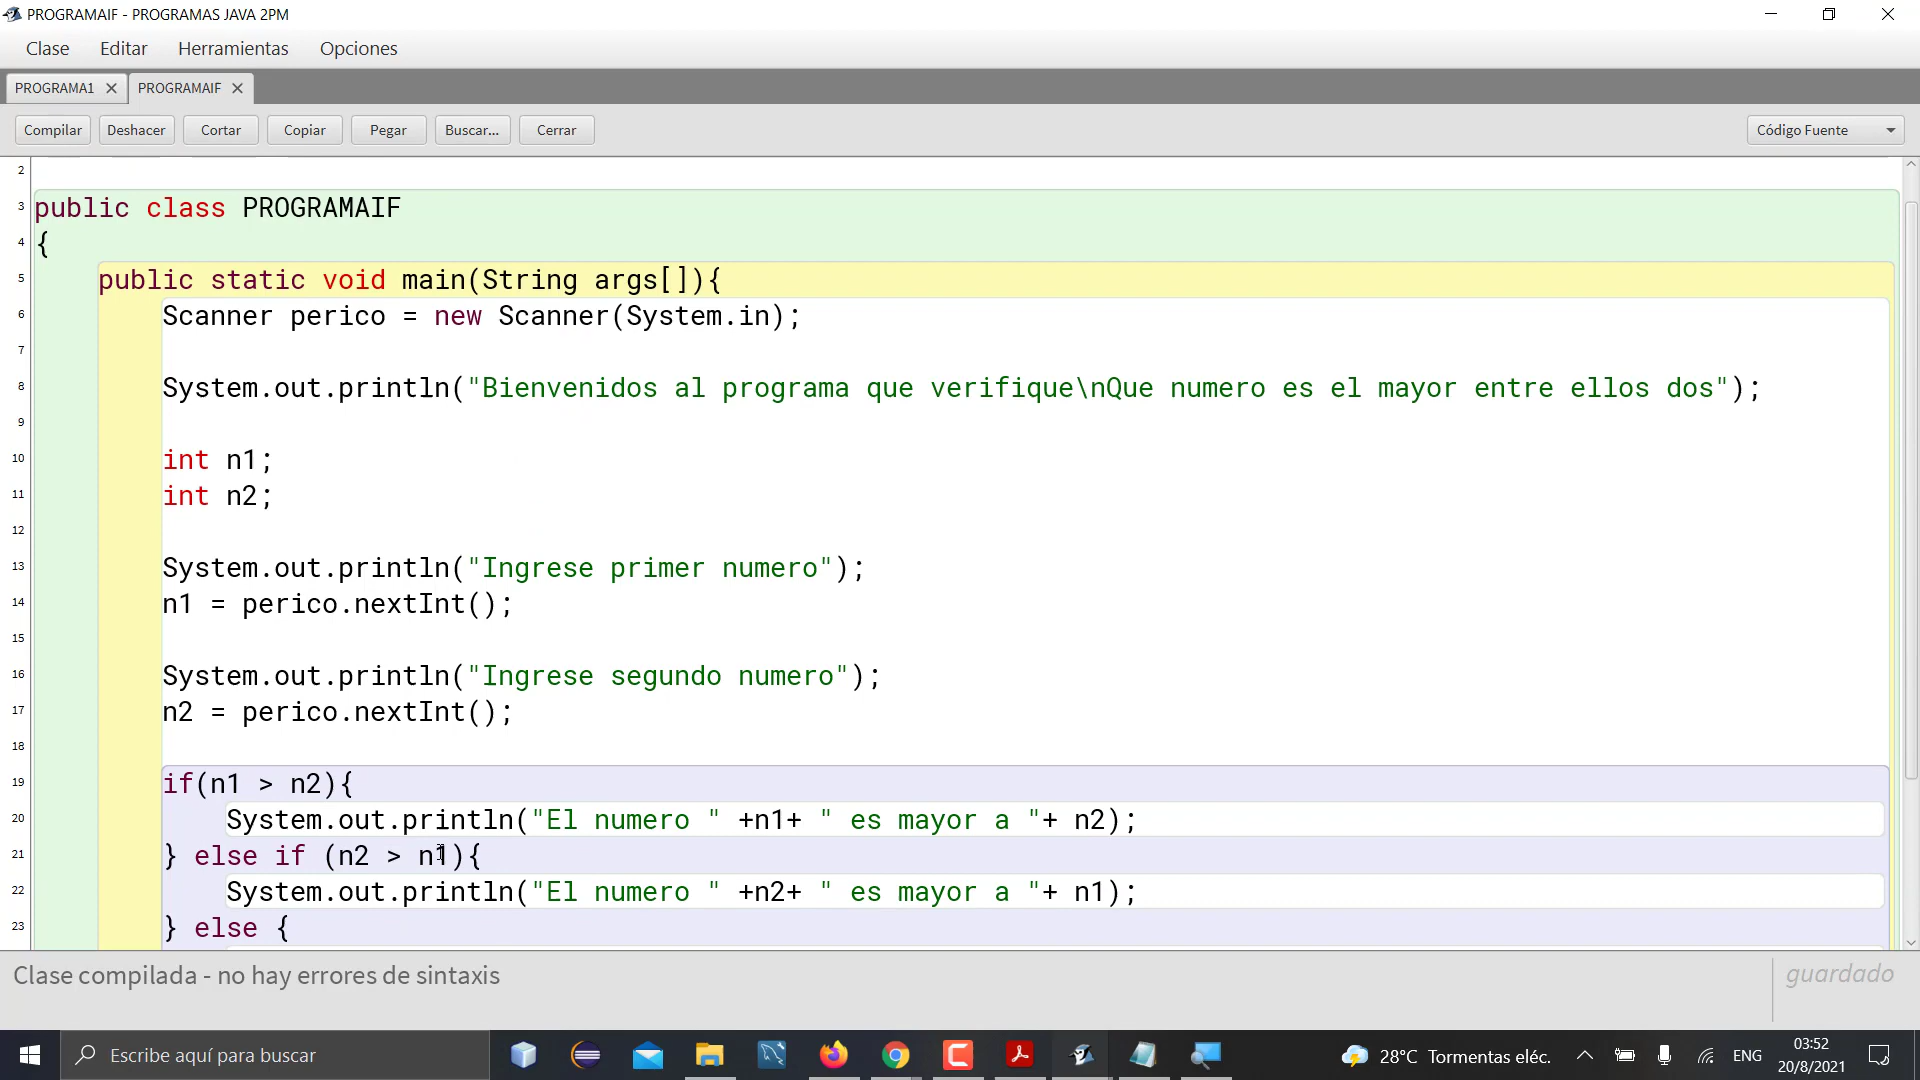 PROGRAMAIF - PROGRAMAS JAVA 2PM
Clase Editar Herramientas Opciones
PROGRAMA1 PROGRAMAIF
Compilar Deshacer Cortar Copiar Pegar Buscar... Cerrar Código Fuente
2
3 public class PROGRAMAIF
4 {
5 public static void main(String args[]){
6 Scanner perico = new Scanner(System.in);
7
8 System.out.println("Bienvenidos al programa que verifique\nQue numero es el mayor entre ellos dos");
9
10 int n1;
11 int n2;
12
13 System.out.println("Ingrese primer numero");
14 n1 = perico.nextInt();
15
16 System.out.println("Ingrese segundo numero");
17 n2 = perico.nextInt();
18
19 if(n1 > n2){
20 System.out.println("El numero " +n1+ " es mayor a "+ n2);
21 } else if (n2 > n1){
22 System.out.println("El numero " +n2+ " es mayor a "+ n1);
23 } else {
Clase compilada - no hay errores de sintaxis
guardado
Escribe aquí para buscar
28°C Tormentas eléc.
ENG
03:52
20/8/2021